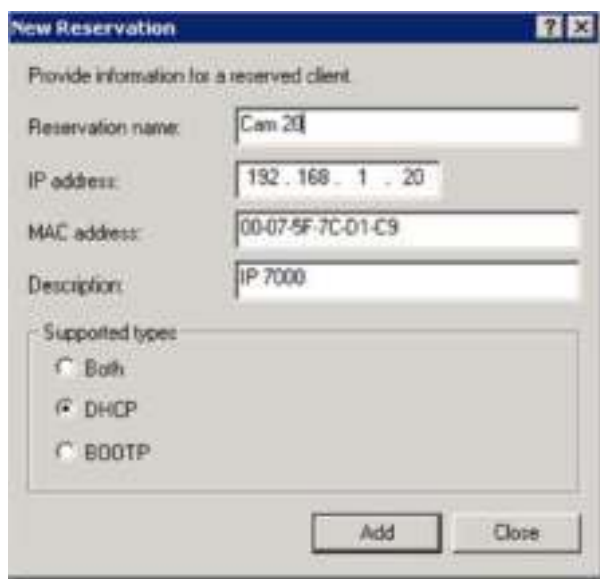 New Reservation
Provide information for a reserved client.
Reservation name: Cam 20
IP address: 192 . 168 . 1 . 20
MAC address: 00-07-5F-7C-D1-C9
Description: IP 7000
Supported types
Both
DHCP
BOOTP
Add Close